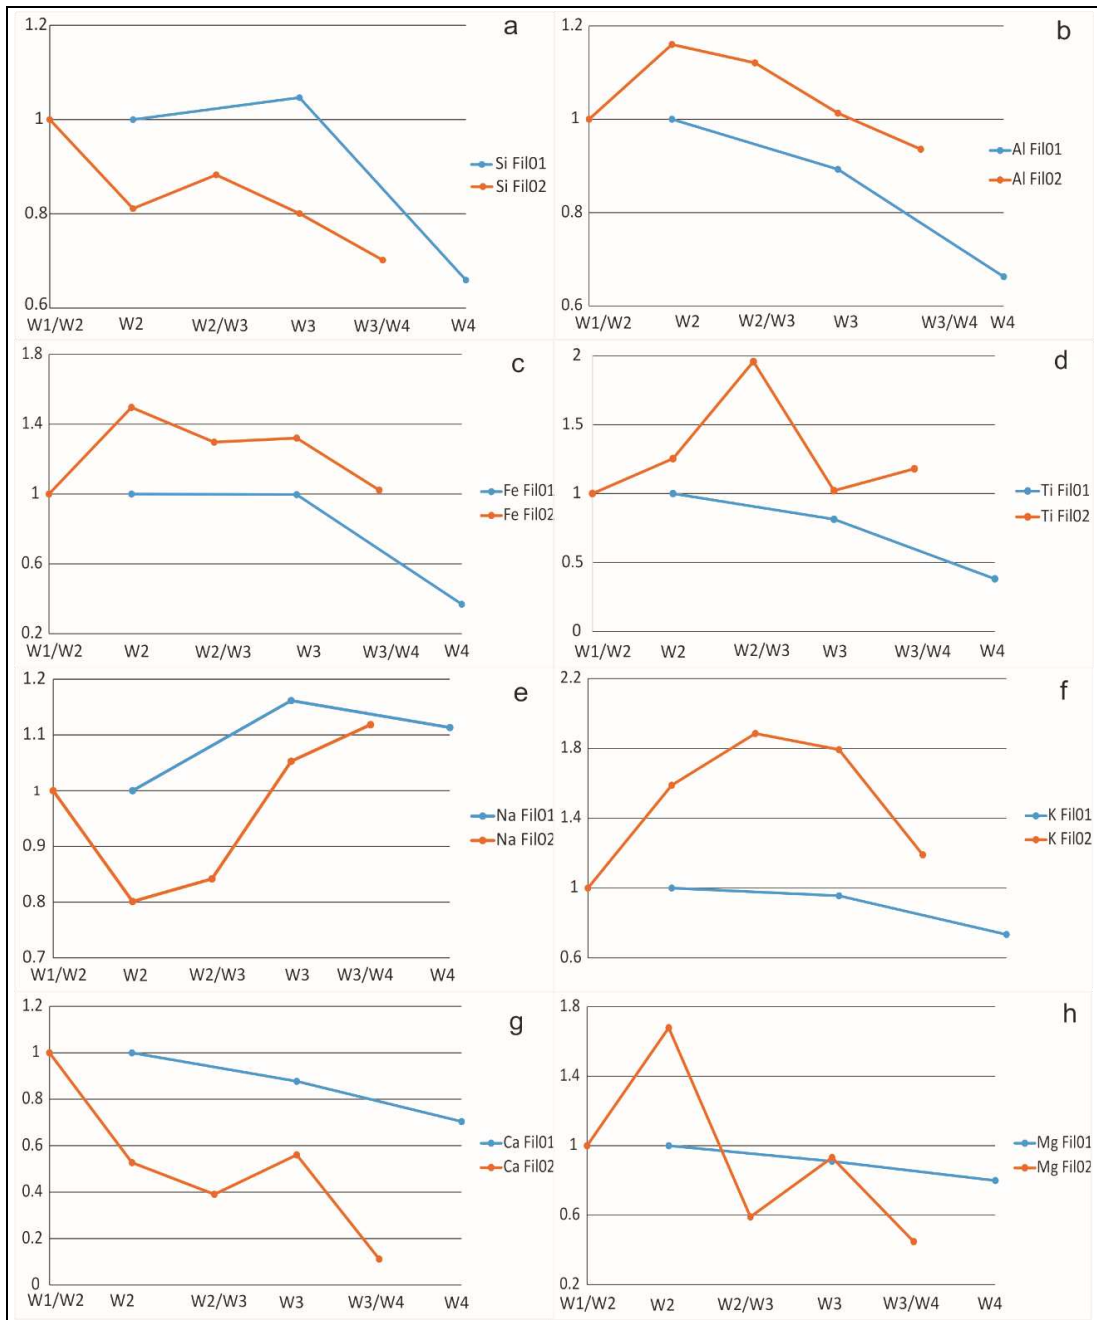 a
1.2
1
0.8
0.6
W1/W2 W2 W2/W3 W3 W3/W4 W4
Si Fil01
Si Fil02
b
1.2
1
0.8
0.6
W1/W2 W2 W2/W3 W3 W3/W4 W4
Al Fil01
Al Fil02
c
1.8
1.4
1
0.6
0.2
W1/W2 W2 W2/W3 W3 W3/W4 W4
Fe Fil01
Fe Fil02
d
2
1.5
1
0.5
0
W1/W2 W2 W2/W3 W3 W3/W4 W4
Ti Fil01
Ti Fil02
e
1.2
1.1
1
0.9
0.8
0.7
W1/W2 W2 W2/W3 W3 W3/W4 W4
Na Fil01
Na Fil02
f
2.2
1.8
1.4
1
0.6
K Fil01
K Fil02
g
1.2
1
0.8
0.6
0.4
0.2
0
W1/W2 W2 W2/W3 W3 W3/W4 W4
Ca Fil01
Ca Fil02
h
1.8
1.4
1
0.6
0.2
W1/W2 W2 W2/W3 W3 W3/W4 W4
Mg Fil01
Mg Fil02